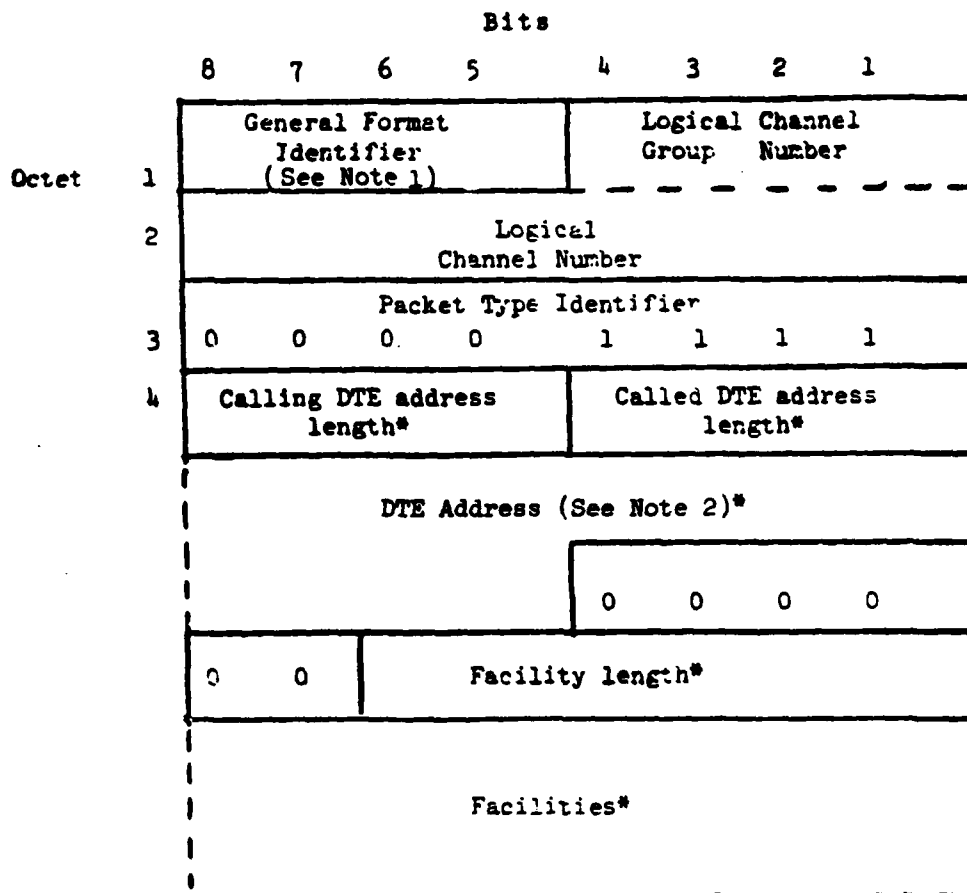 Bits
8 7 6 5 4 3 2 1
General Format Logical Channel
Identifier Group Number
(See Note 1)
Octet 1
2 Logical
Channel Number
Packet Type Identifier
3 0 0 0 0 1 1 1 1
4 Calling DTE address Called DTE address
length* length*
DTE Address (See Note 2)*
0 0 0 0
0 0 Facility length*
Facilities*